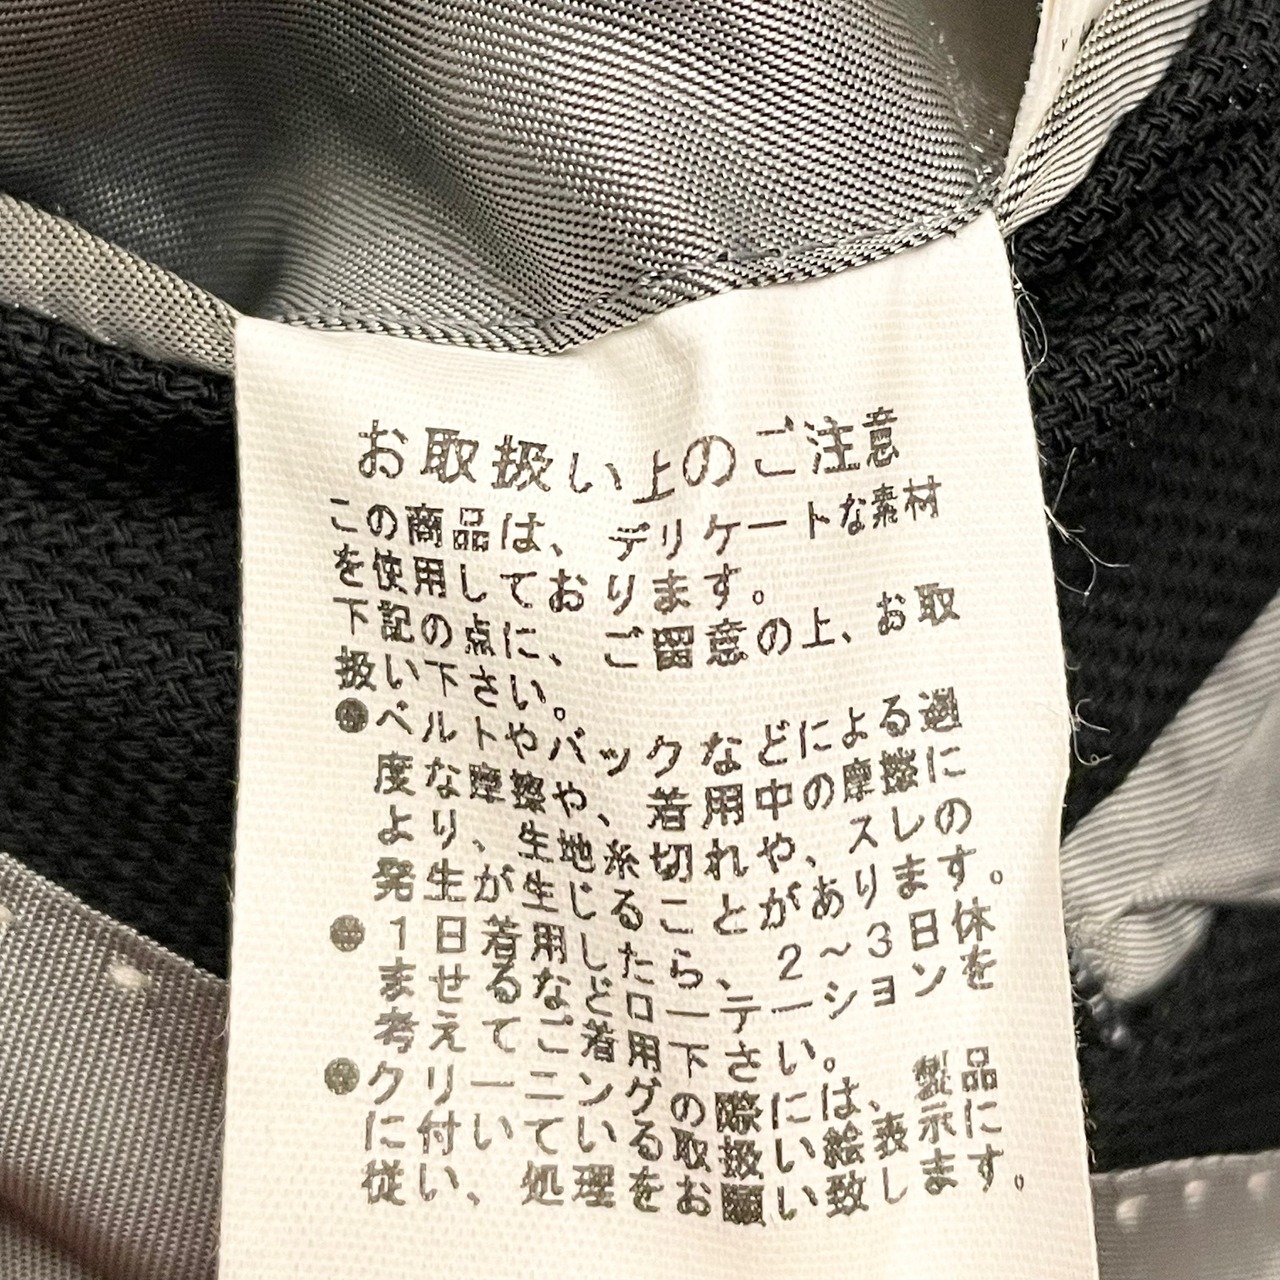 お取扱い上のご注意
この商品は、デリケートな素材
を使用しております。
下記の点に、ご留意の上、お取
扱い下さい。
●ベルトやバックなどによる過
度な摩擦や、着用中の摩擦に
より、生地糸切れや、スレの
発生が生じることがあります。
●1日着用したら、2~3日休
ませるなどローテーションを
考えてご着用下さい。
●クリーニングの際には、製品
に付いている取扱い絵表示に
従い、処理をお願い致します。